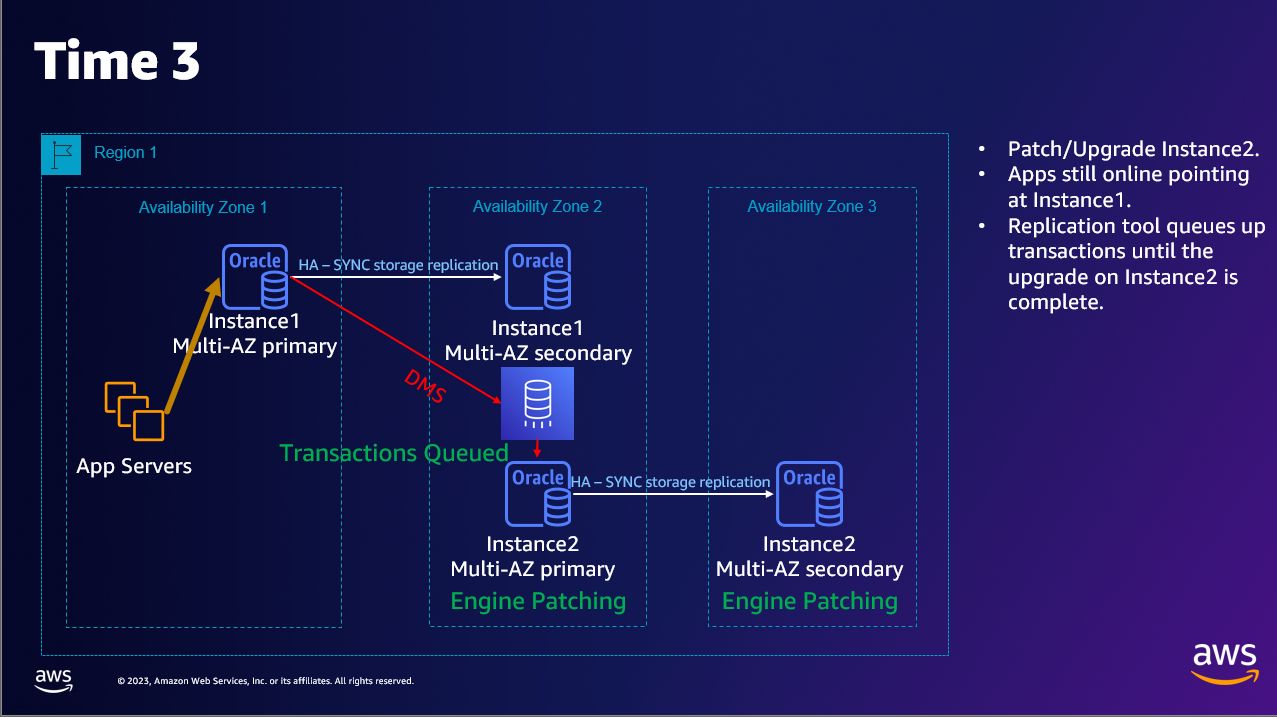 Time 3
Region 1
Availability Zone 1
Availability Zone 2
Availability Zone 3
Oracle
HA – SYNC storage replication
Oracle
Instance1
Multi-AZ primary
Instance1
Multi-AZ secondary
DMS
App Servers
Transactions Queued
Oracle
HA – SYNC storage replication
Oracle
Instance2
Multi-AZ primary
Engine Patching
Instance2
Multi-AZ secondary
Engine Patching
• Patch/Upgrade Instance2.
• Apps still online pointing
at Instance1.
• Replication tool queues up
transactions until the
upgrade on Instance2 is
complete.
aws
© 2023, Amazon Web Services, Inc. or its affiliates. All rights reserved.
aws